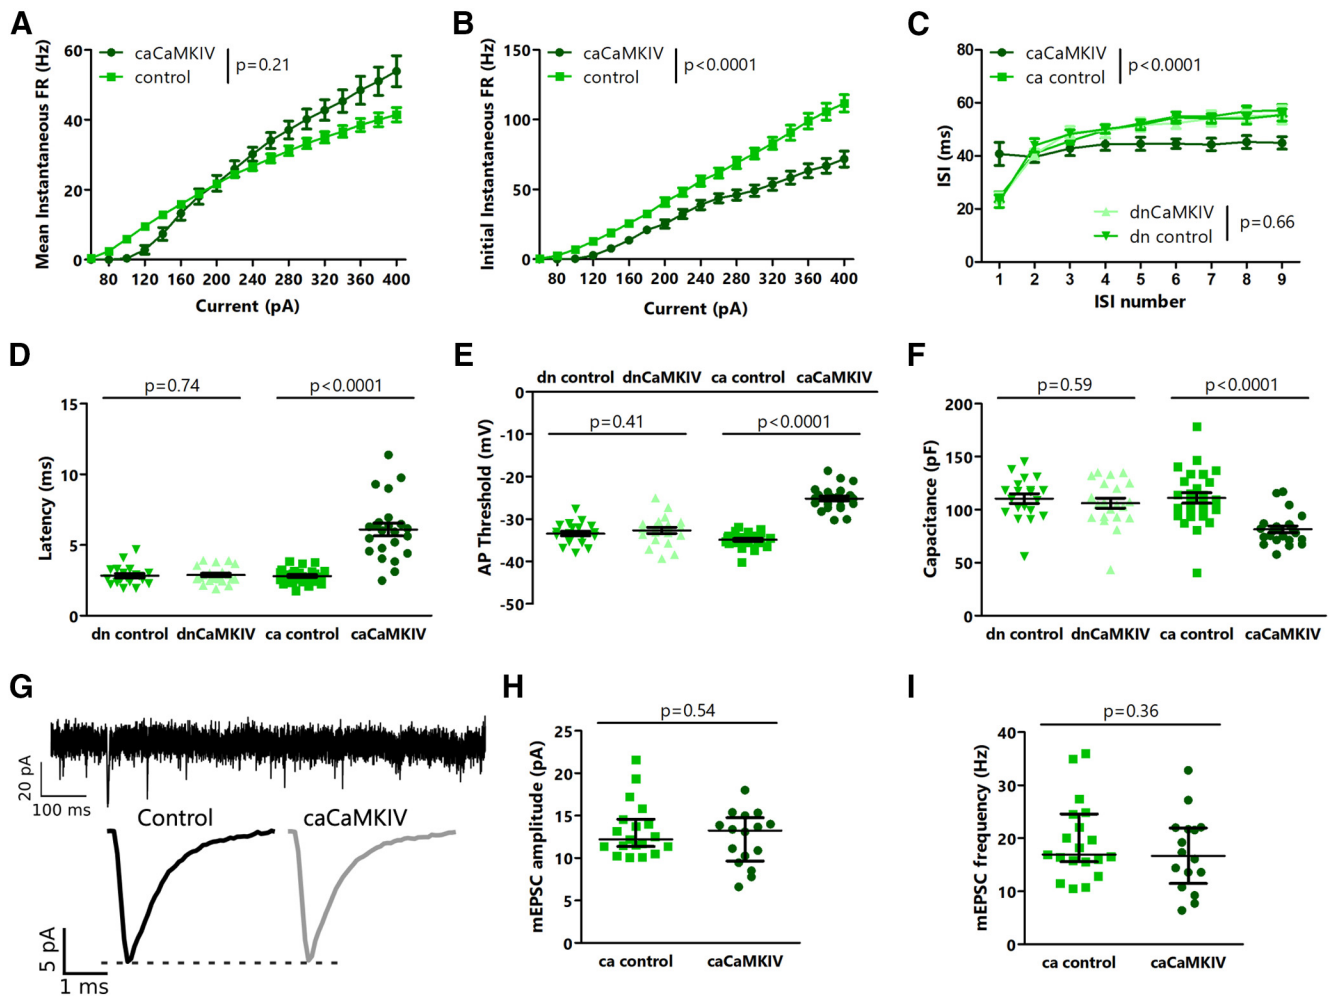 A
Mean Instantaneous FR (Hz)
60
40
20
0
caCaMKIV
control
p=0.21
80 120 160 200 240 280 320 360 400
Current (pA)
B
Initial Instantaneous FR (Hz)
150
100
50
0
caCaMKIV
control
p<0.0001
80 120 160 200 240 280 320 360 400
Current (pA)
C
ISI (ms)
80
60
40
20
0
caCaMKIV
ca control
p<0.0001
dnCaMKIV
dn control
p=0.66
1 2 3 4 5 6 7 8 9
ISI number
D
Latency (ms)
15
10
5
0
p=0.74
p<0.0001
dn control dnCaMKIV ca control caCaMKIV
E
AP Threshold (mV)
dn control dnCaMKIV ca control caCaMKIV
0
-10
-20
-30
-40
-50
p=0.41
p<0.0001
F
Capacitance (pF)
200
150
100
50
0
p=0.59
p<0.0001
dn control dnCaMKIV ca control caCaMKIV
G
20 pA
100 ms
Control
caCaMKIV
5 pA
1 ms
H
mEPSC amplitude (pA)
25
20
15
10
5
0
p=0.54
ca control caCaMKIV
I
mEPSC frequency (Hz)
40
30
20
10
0
p=0.36
ca control caCaMKIV